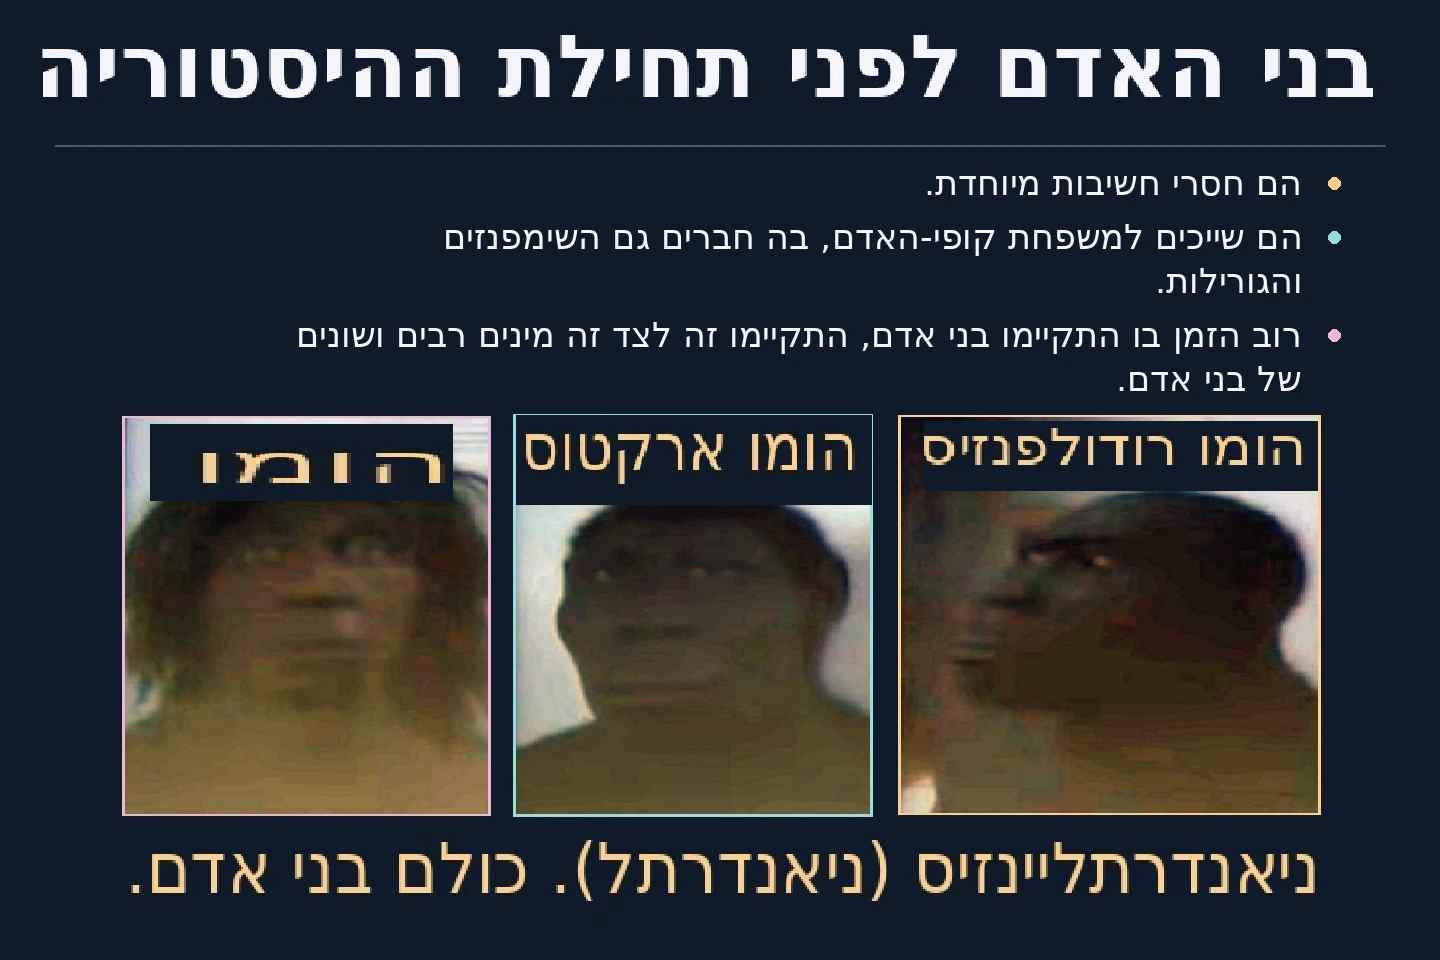 בני האדם לפני תחילת ההיסטוריה
הם חסרי חשיבות מיוחדת.
הם שייכים למשפחת קופי-האדם, בה חברים גם השימפנזים
והגורילות.
רוב הזמן בו התקיימו בני אדם, התקיימו זה לצד זה מינים רבים ושונים
של בני אדם.
הומו רודולפנזיס
הומו ארקטוס
הומו
ניאנדרתליינזיס (ניאנדרתל). כולם בני אדם.